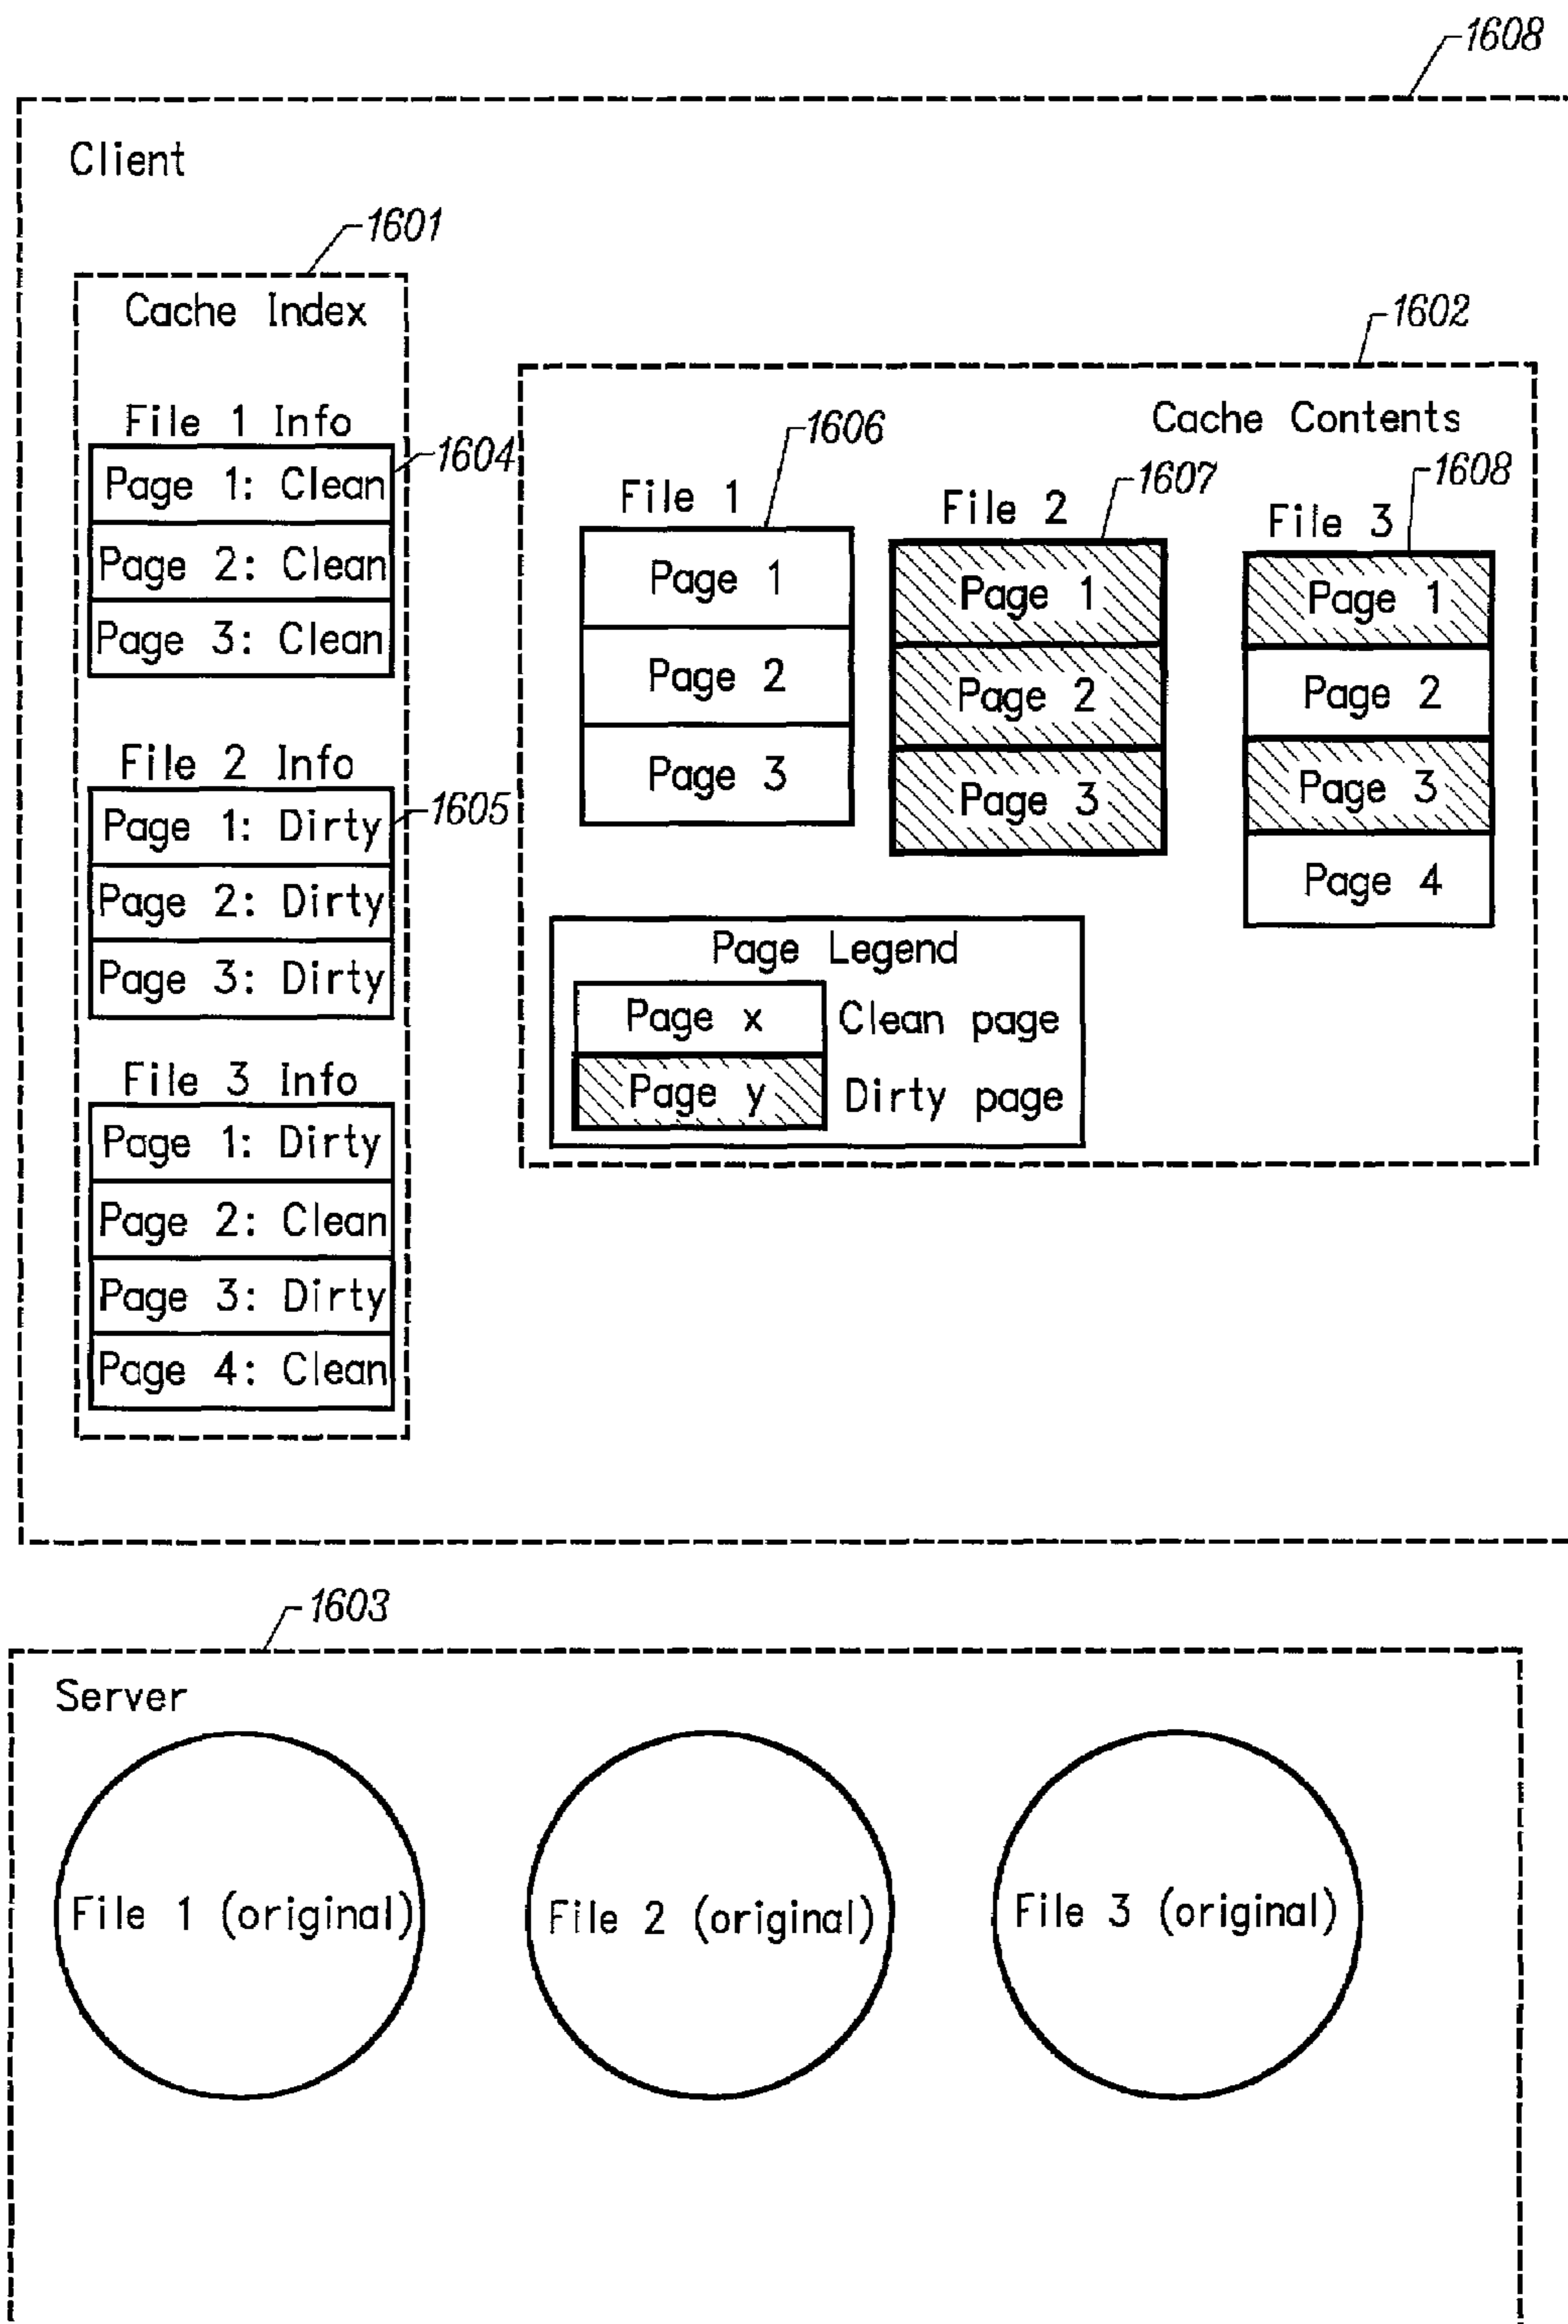 1608
Client
1601
Cache Index
File 1 Info
1604
Page 1: Clean
Page 2: Clean
Page 3: Clean
File 2 Info
1605
Page 1: Dirty
Page 2: Dirty
Page 3: Dirty
File 3 Info
Page 1: Dirty
Page 2: Clean
Page 3: Dirty
Page 4: Clean
1602
Cache Contents
1606
File 1
Page 1
Page 2
Page 3
1607
File 2
Page 1
Page 2
Page 3
1608
File 3
Page 1
Page 2
Page 3
Page 4
Page Legend
Page x Clean page
Page y Dirty page
1603
Server
File 1 (original)
File 2 (original)
File 3 (original)